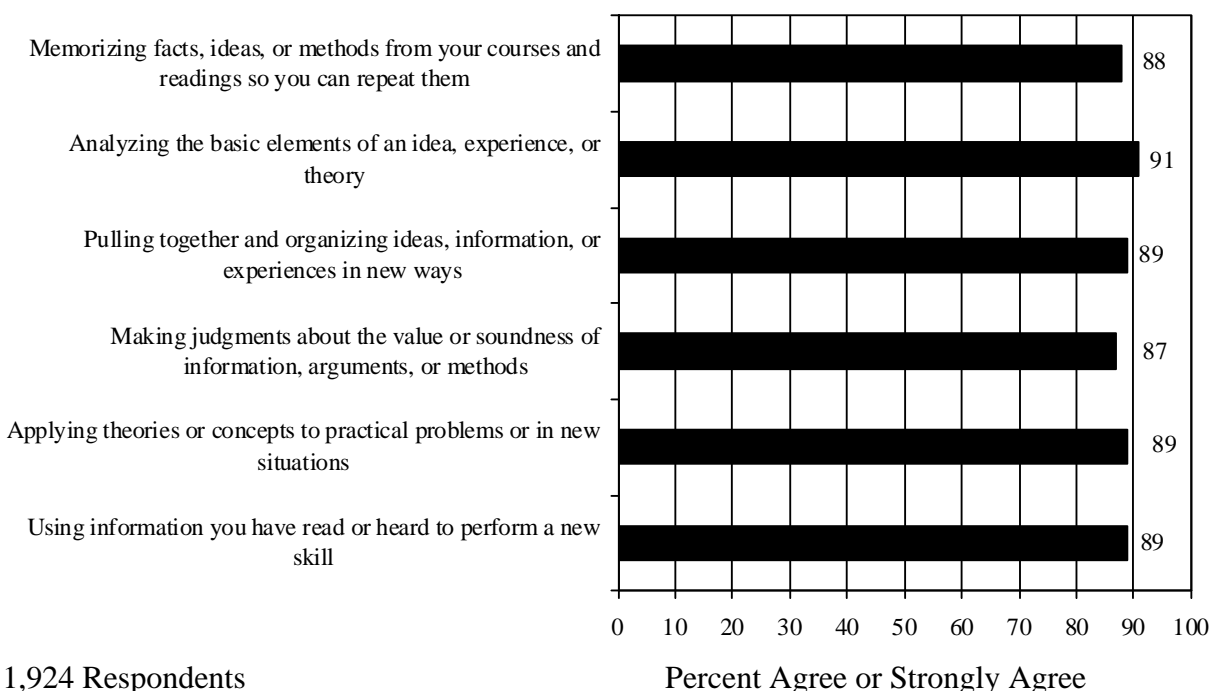 Memorizing facts, ideas, or methods from your courses and
readings so you can repeat them
88
Analyzing the basic elements of an idea, experience, or
theory
91
Pulling together and organizing ideas, information, or
experiences in new ways
89
Making judgments about the value or soundness of
information, arguments, or methods
87
Applying theories or concepts to practical problems or in new
situations
89
Using information you have read or heard to perform a new
skill
89
0 10 20 30 40 50 60 70 80 90 100
1,924 Respondents
Percent Agree or Strongly Agree